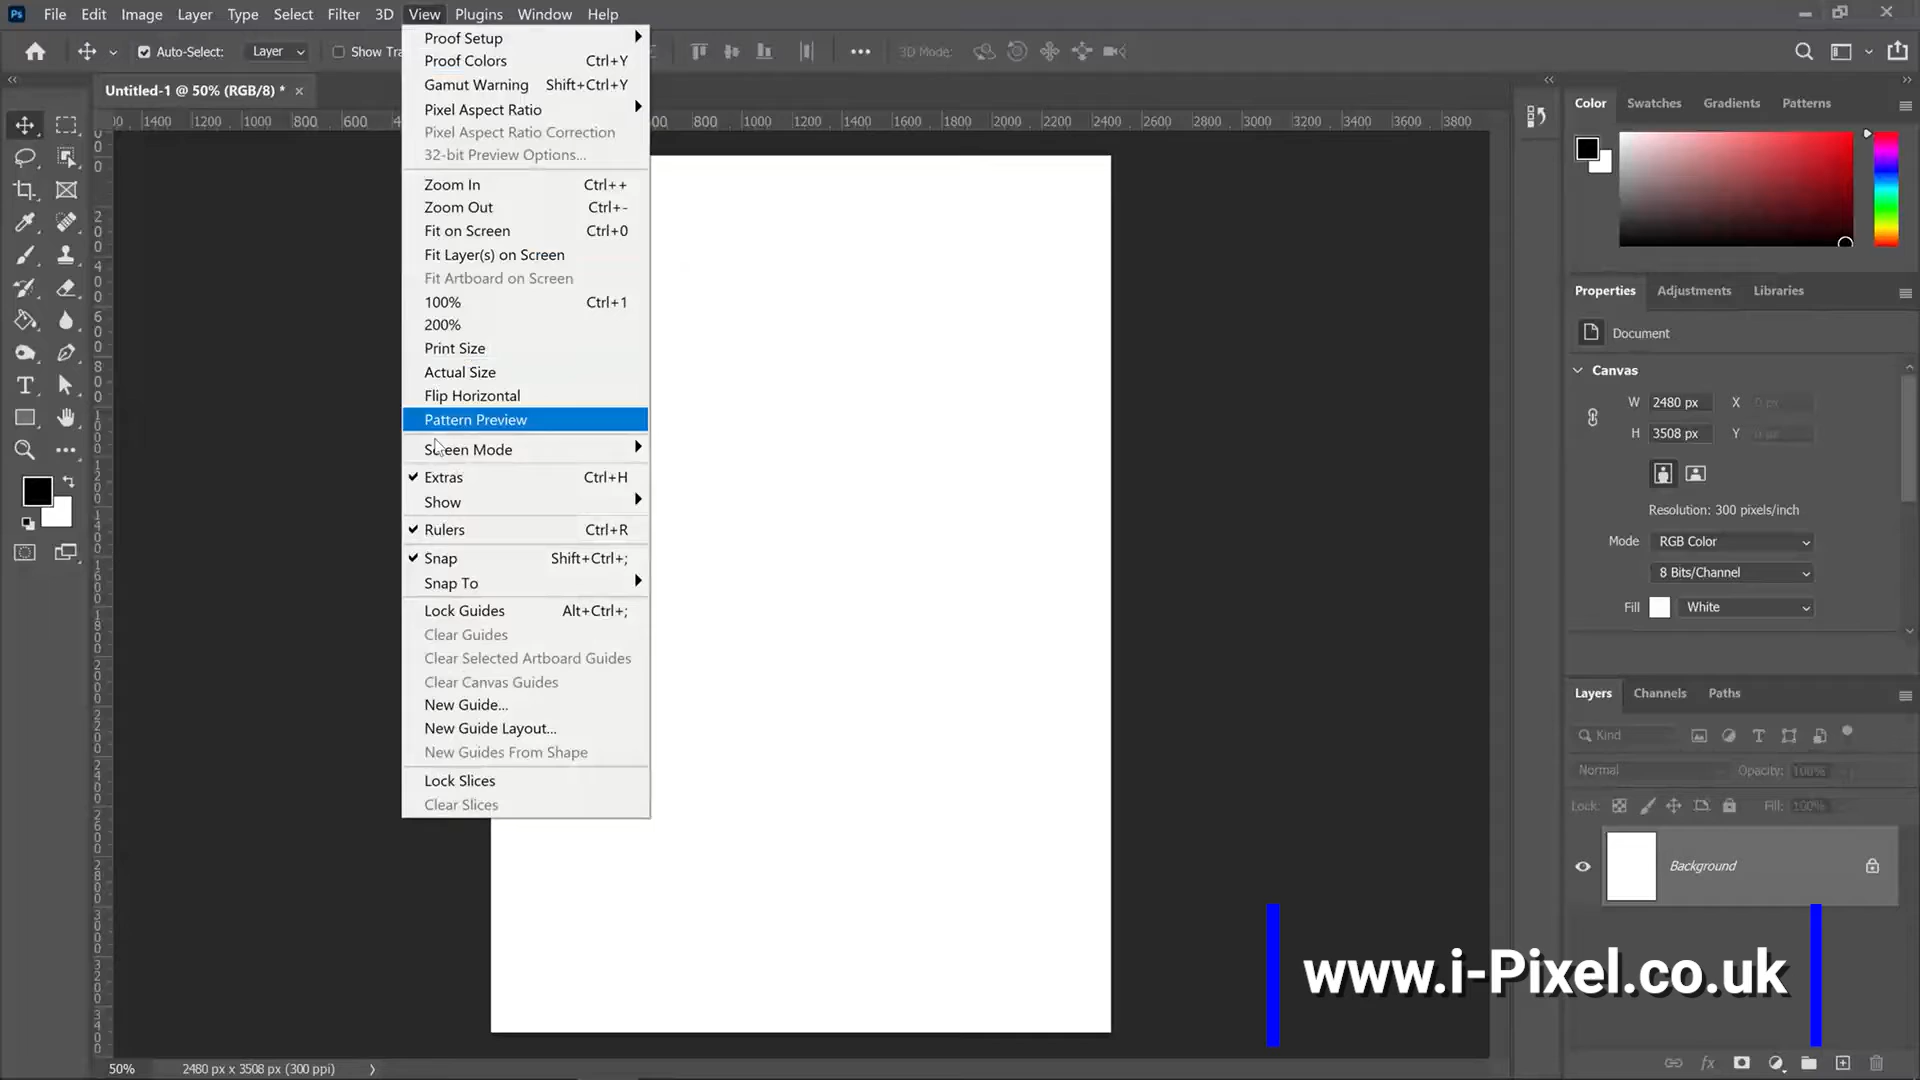 Ps File Edit Image Layer Type Select Filter 3D View Plugins Window Help
Auto-Select: Layer Show Tra 3D Mode:
Untitled-1 @ 50% (RGB/8) *
1400 1200 1000 800 600 800 1000 1200 1400 1600 1800 2000 2200 2400 2600 2800 3000 3200 3400 3600 3800
Proof Setup
Proof Colors Ctrl+Y
Gamut Warning Shift+Ctrl+Y
Pixel Aspect Ratio
Pixel Aspect Ratio Correction
32-bit Preview Options...
Zoom In Ctrl++
Zoom Out Ctrl+-
Fit on Screen Ctrl+0
Fit Layer(s) on Screen
Fit Artboard on Screen
100% Ctrl+1
200%
Print Size
Actual Size
Flip Horizontal
Pattern Preview
Screen Mode
Extras Ctrl+H
Show
Rulers Ctrl+R
Snap Shift+Ctrl+;
Snap To
Lock Guides Alt+Ctrl+;
Clear Guides
Clear Selected Artboard Guides
Clear Canvas Guides
New Guide...
New Guide Layout...
New Guides From Shape
Lock Slices
Clear Slices
Color Swatches Gradients Patterns
Properties Adjustments Libraries
Document
Canvas
W 2480 px X 0 px
H 3508 px Y 0 px
Resolution: 300 pixels/inch
Mode RGB Color
8 Bits/Channel
Fill White
Layers Channels Paths
Kind
Normal Opacity: 100%
Lock: Fill: 100%
Background
www.i-Pixel.co.uk
50% 2480 px x 3508 px (300 ppi)